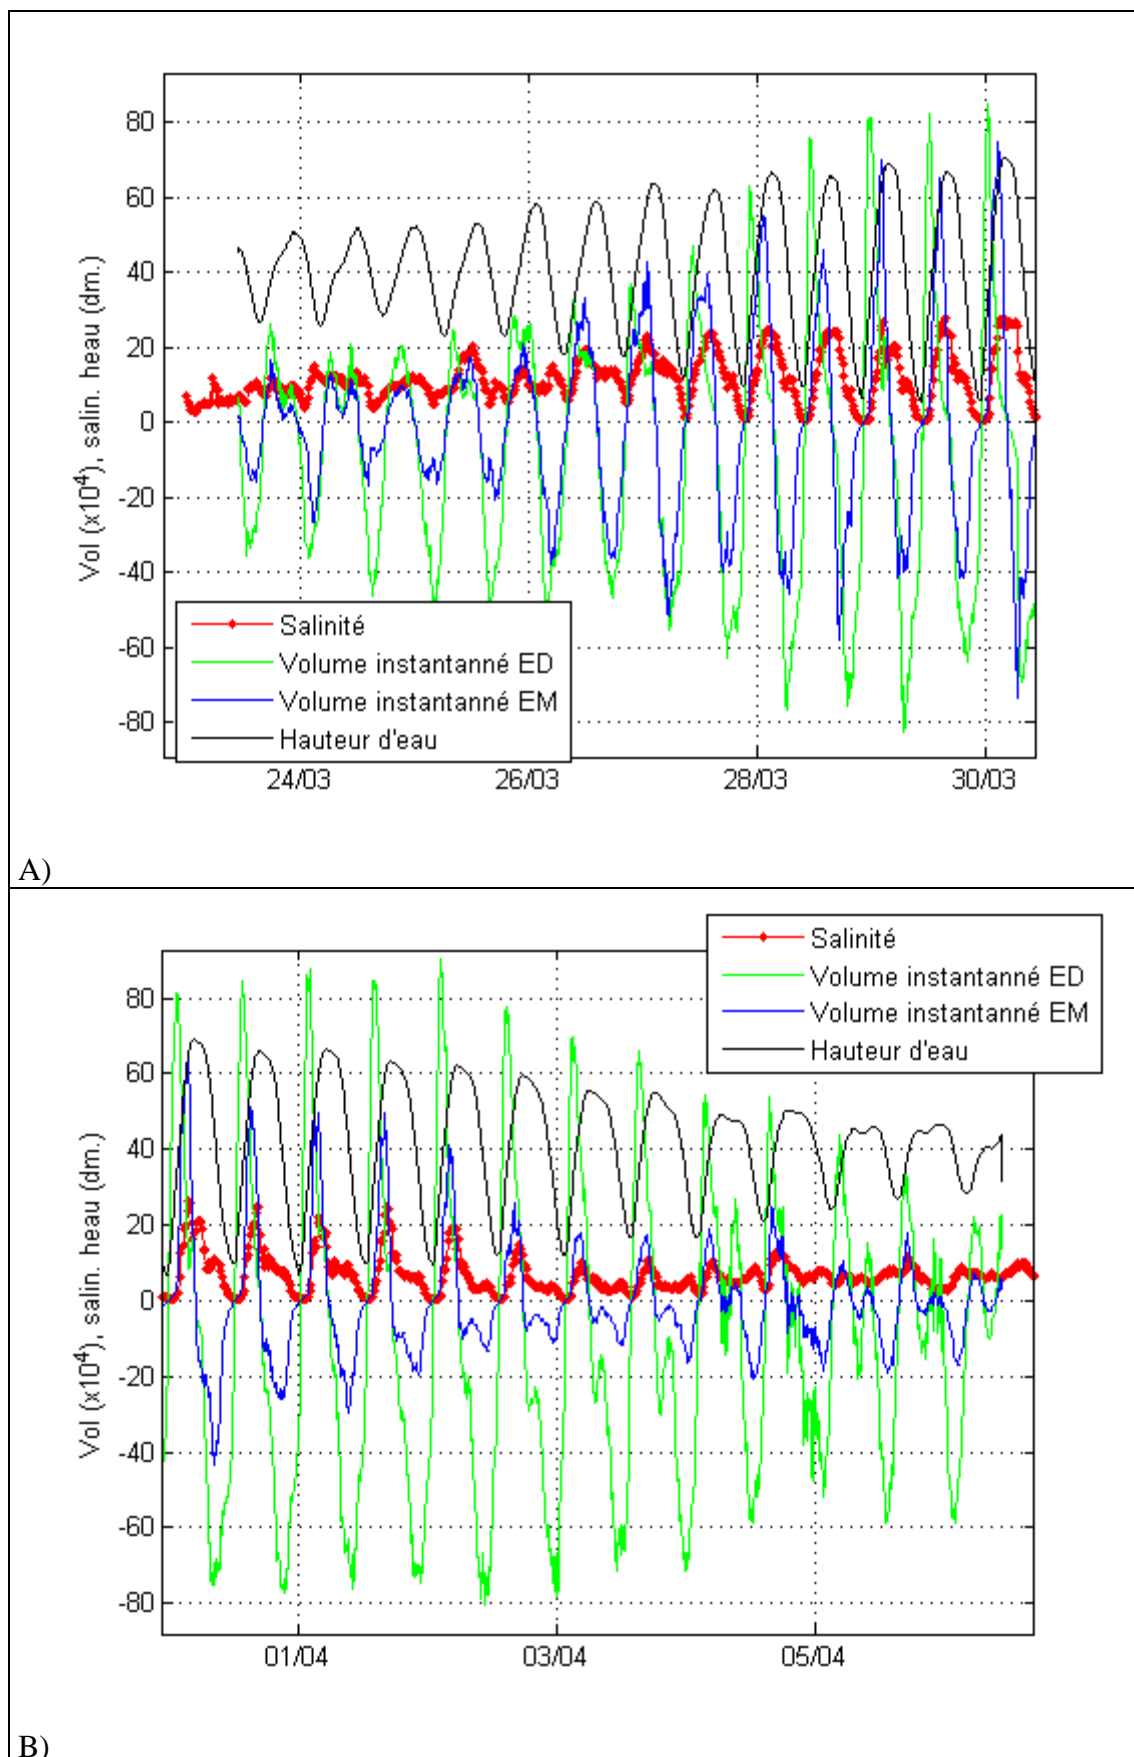 80
60
40
20
0
-20
-40
-60
-80
Vol (x10⁴), salin. heau (dm.)
Salinité
Volume instantanné ED
Volume instantanné EM
Hauteur d'eau
24/03
26/03
28/03
30/03
A)
Salinité
Volume instantanné ED
Volume instantanné EM
Hauteur d'eau
80
60
40
20
0
-20
-40
-60
-80
Vol (x10⁴), salin. heau (dm.)
01/04
03/04
05/04
B)